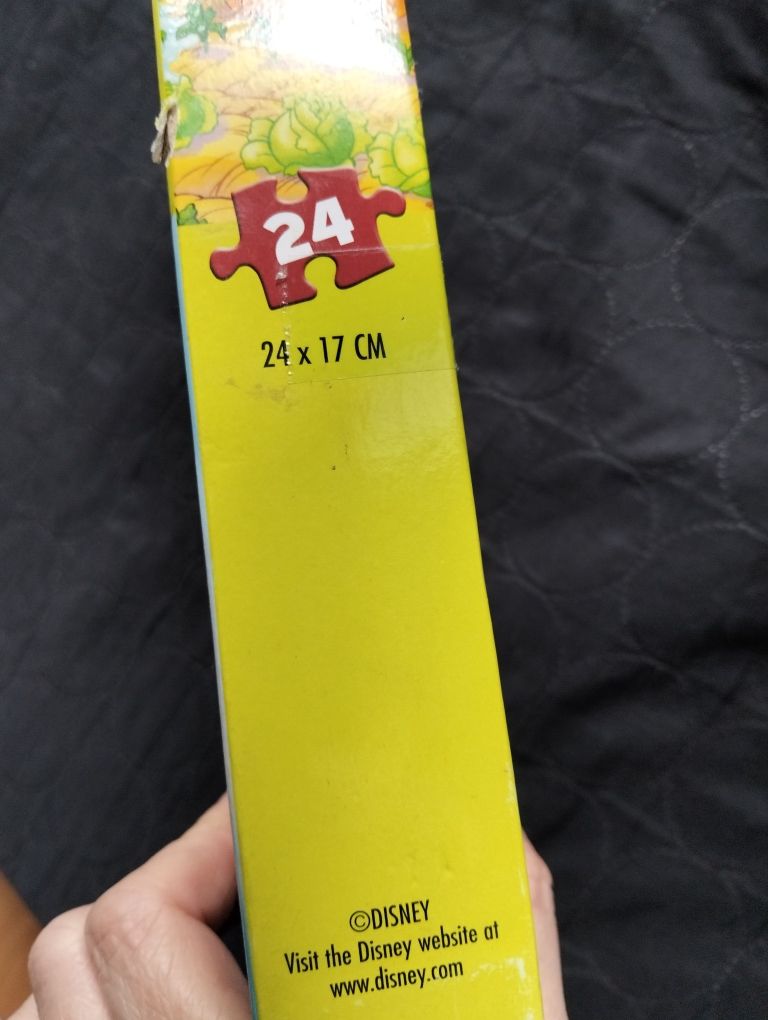 24
24 x 17 CM
©DISNEY
Visit the Disney website at
www.disney.com